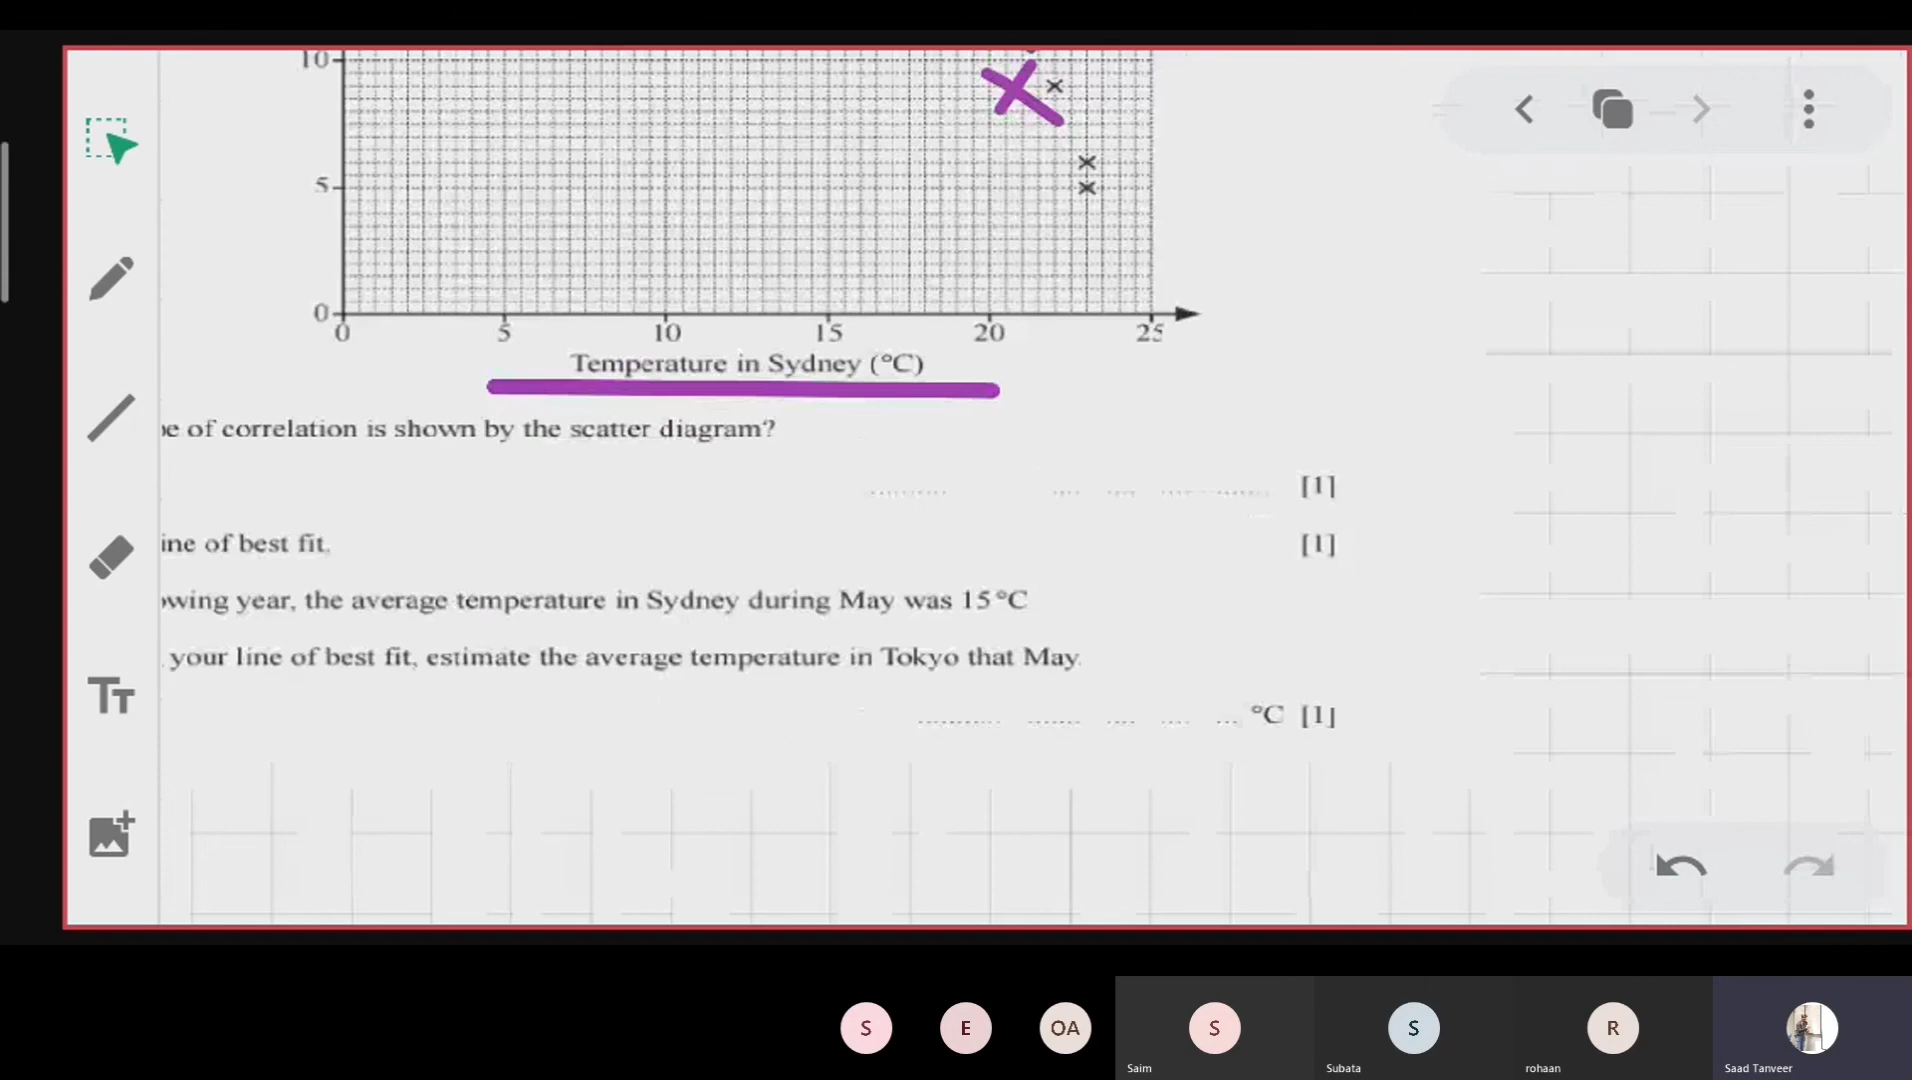 10
5
0
0 5 10 15 20 25
Temperature in Sydney (°C)
e of correlation is shown by the scatter diagram?
[1]
ine of best fit. [1]
wing year, the average temperature in Sydney during May was 15 °C
your line of best fit, estimate the average temperature in Tokyo that May.
°C [1]
TT
S E OA S S R
Saim Subata rohaan Saad Tanveer